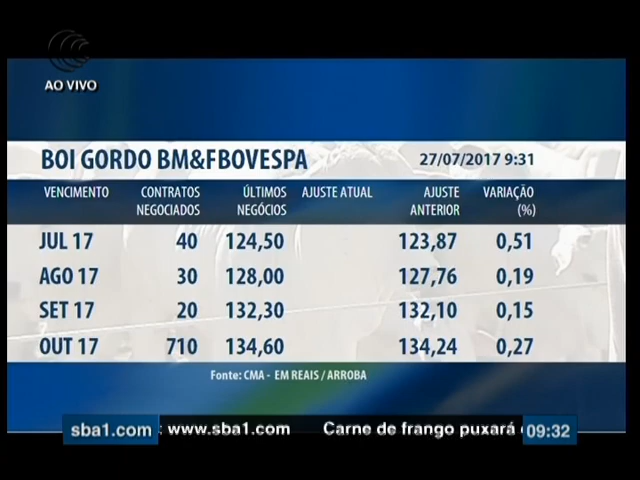 AO VIVO
BOI GORDO BM&FBOVESPA 27/07/2017 9:31
VENCIMENTO CONTRATOS NEGOCIADOS ÚLTIMOS NEGÓCIOS AJUSTE ATUAL AJUSTE ANTERIOR VARIAÇÃO (%)
JUL 17 40 124,50 123,87 0,51
AGO 17 30 128,00 127,76 0,19
SET 17 20 132,30 132,10 0,15
OUT 17 710 134,60 134,24 0,27
Fonte: CMA - EM REAIS / ARROBA
sba1.com : www.sba1.com Carne de frango puxará 09:32